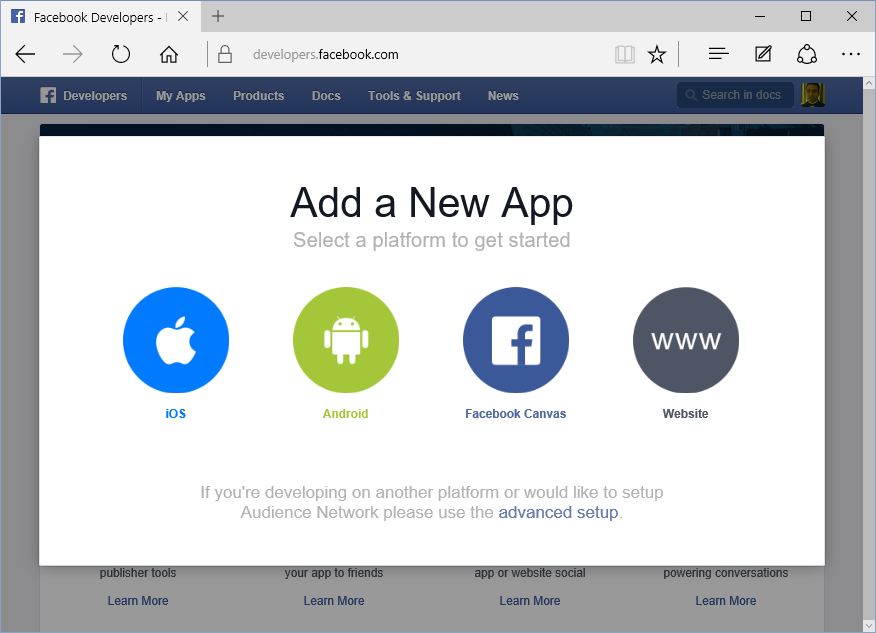 Facebook Developers -
developers.facebook.com
Developers My Apps Products Docs Tools & Support News Search in docs
Add a New App
Select a platform to get started
www
iOS Android Facebook Canvas Website
If you're developing on another platform or would like to setup
Audience Network please use the advanced setup.
publisher tools your app to friends app or website social powering conversations
Learn More Learn More Learn More Learn More